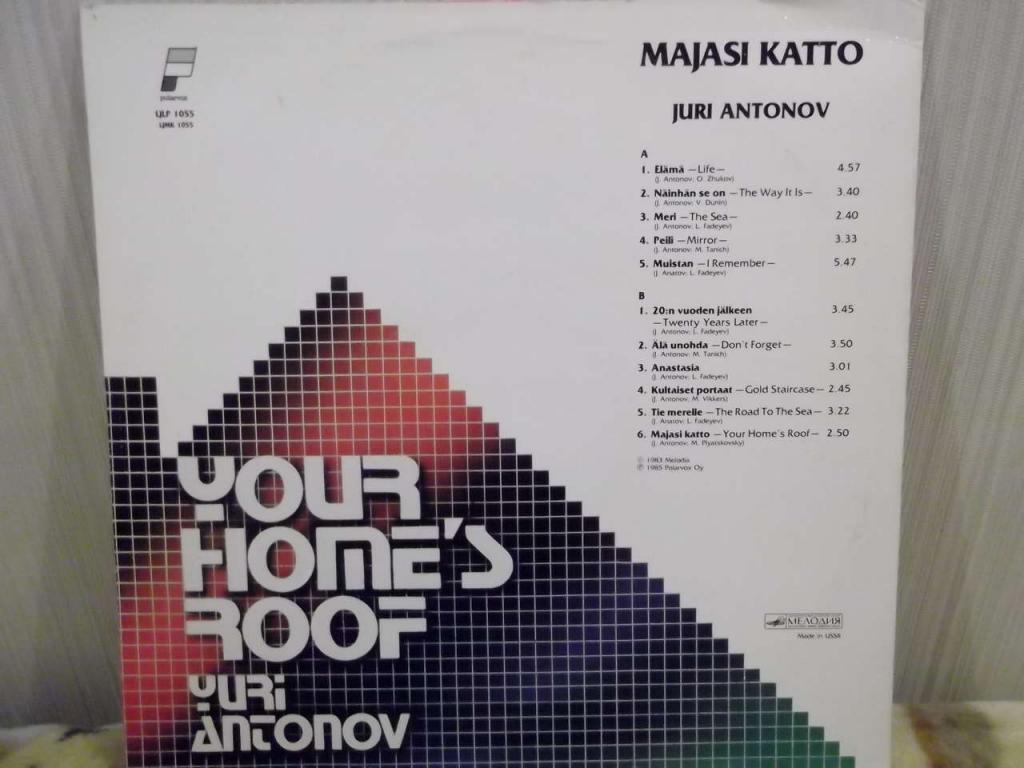 polarvox
ULP 1055
UMK 1055
MAJASI KATTO
JURI ANTONOV
A
1. Elämä —Life— 4.57
(J. Antonov: O. Zhukov)
2. Näinhän se on —The Way It Is— 3.40
(J. Antonov: V. Dunin)
3. Meri —The Sea— 2.40
(J. Antonov: L. Fadeyev)
4. Peili —Mirror— 3.33
(J. Antonov: M. Tanich)
5. Muistan —I Remember— 5.47
(J. Anatov: L. Fadeyev)
B
1. 20:n vuoden jälkeen 3.45
—Twenty Years Later—
(J. Antonov: L. Fadeyev)
2. Älä unohda —Don't Forget— 3.50
(J. Antonov: M. Tanich)
3. Anastasia 3.01
(J. Antonov: L. Fadeyev)
4. Kultaiset portaat —Gold Staircase— 2.45
(J. Antonov: M. Vikkers)
5. Tie merelle —The Road To The Sea— 3.22
(J. Anatov: L. Fadeyev)
6. Majasi katto —Your Home's Roof— 2.50
(J. Antonov: M. Plyatskovsky)
1983 Melodia
℗ 1985 Polarvox Oy
YOUR
HOME'S
ROOF
YURI
ANTONOV
МЕЛОДИЯ
Made in USSR